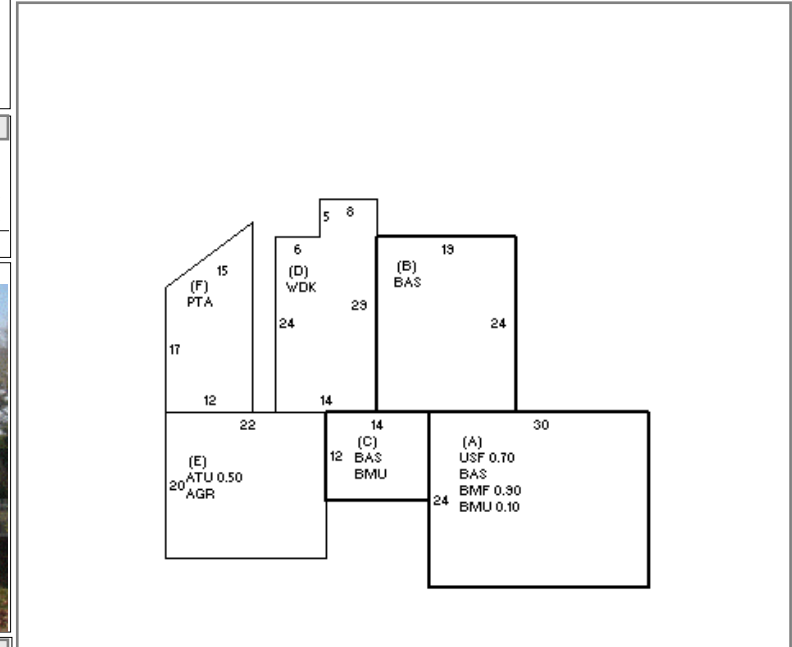 5 8
6
19
(D)
WDK
(B)
BAS
15
(F)
PTA
29
24
24
17
12
14
22
14
30
(E)
20 ATU 0.50
AGR
12
(C)
BAS
BMU
(A)
USF 0.70
BAS
BMF 0.90
BMU 0.10
24